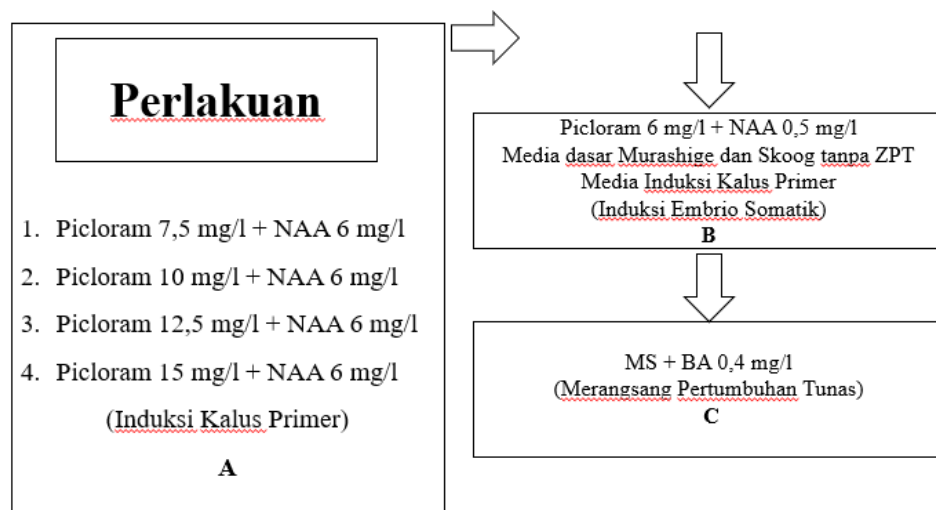 Perlakuan
1. Picloram 7,5 mg/l + NAA 6 mg/l
2. Picloram 10 mg/l + NAA 6 mg/l
3. Picloram 12,5 mg/l + NAA 6 mg/l
4. Picloram 15 mg/l + NAA 6 mg/l
(Induksi Kalus Primer)
A
Picloram 6 mg/l + NAA 0,5 mg/l
Media dasar Murashige dan Skoog tanpa ZPT
Media Induksi Kalus Primer
(Induksi Embrio Somatik)
B
MS + BA 0,4 mg/l
(Merangsang Pertumbuhan Tunas)
C